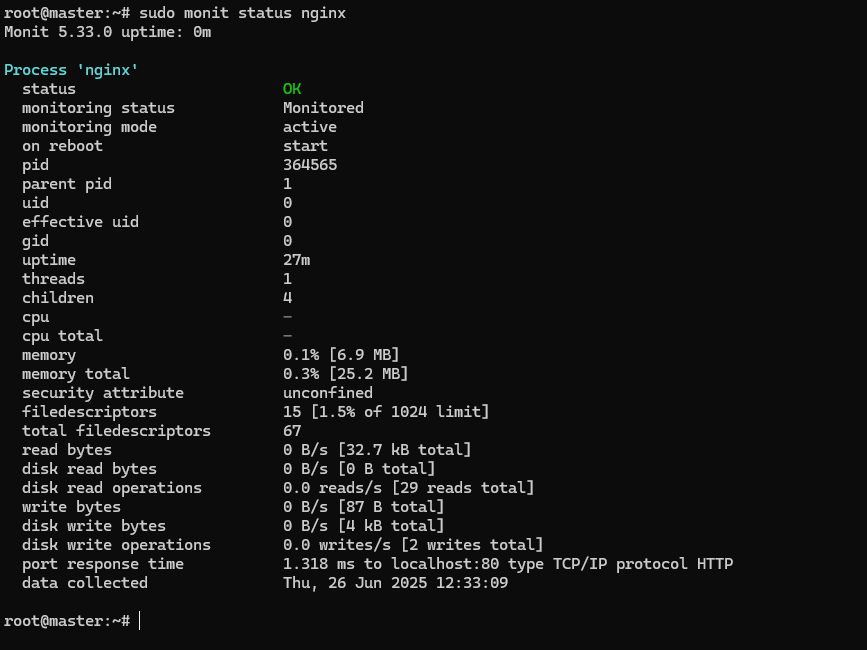 root@master:~# sudo monit status nginx
Monit 5.33.0 uptime: 0m
Process 'nginx'
status OK
monitoring status Monitored
monitoring mode active
on reboot start
pid 364565
parent pid 1
uid 0
effective uid 0
gid 0
uptime 27m
threads 1
children 4
cpu -
cpu total -
memory 0.1% [6.9 MB]
memory total 0.3% [25.2 MB]
security attribute unconfined
filedescriptors 15 [1.5% of 1024 limit]
total filedescriptors 67
read bytes 0 B/s [32.7 kB total]
disk read bytes 0 B/s [0 B total]
disk read operations 0.0 reads/s [29 reads total]
write bytes 0 B/s [87 B total]
disk write bytes 0 B/s [4 kB total]
disk write operations 0.0 writes/s [2 writes total]
port response time 1.318 ms to localhost:80 type TCP/IP protocol HTTP
data collected Thu, 26 Jun 2025 12:33:09
root@master:~#